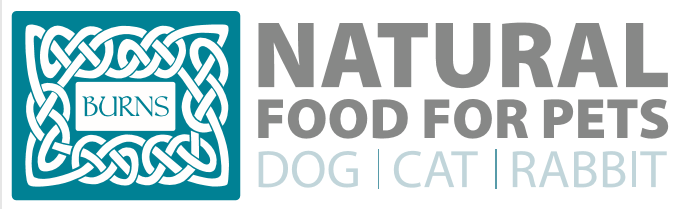 BURNS
NATURAL
FOOD FOR PETS
DOG | CAT | RABBIT